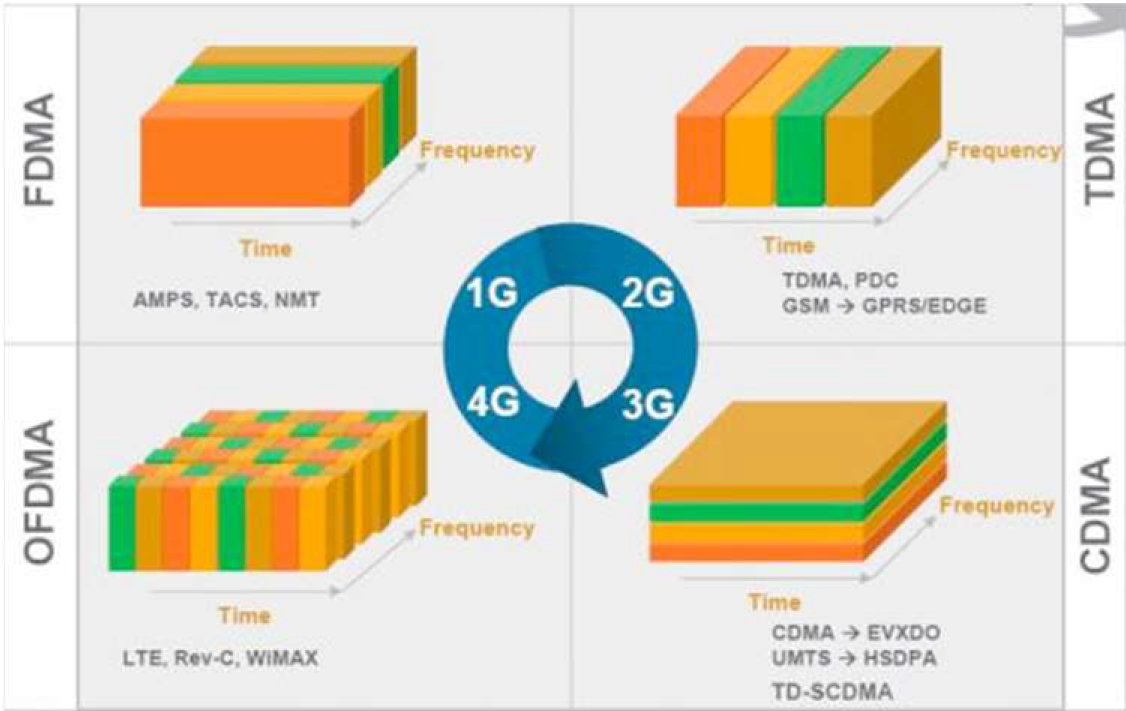 FDMA
Frequency
Time
AMPS, TACS, NMT
TDMA
Frequency
Time
TDMA, PDC
GSM → GPRS/EDGE
1G
2G
4G
3G
OFDMA
Frequency
Time
LTE, Rev-C, WiMAX
CDMA
Frequency
Time
CDMA → EVXDO
UMTS → HSDPA
TD-SCDMA